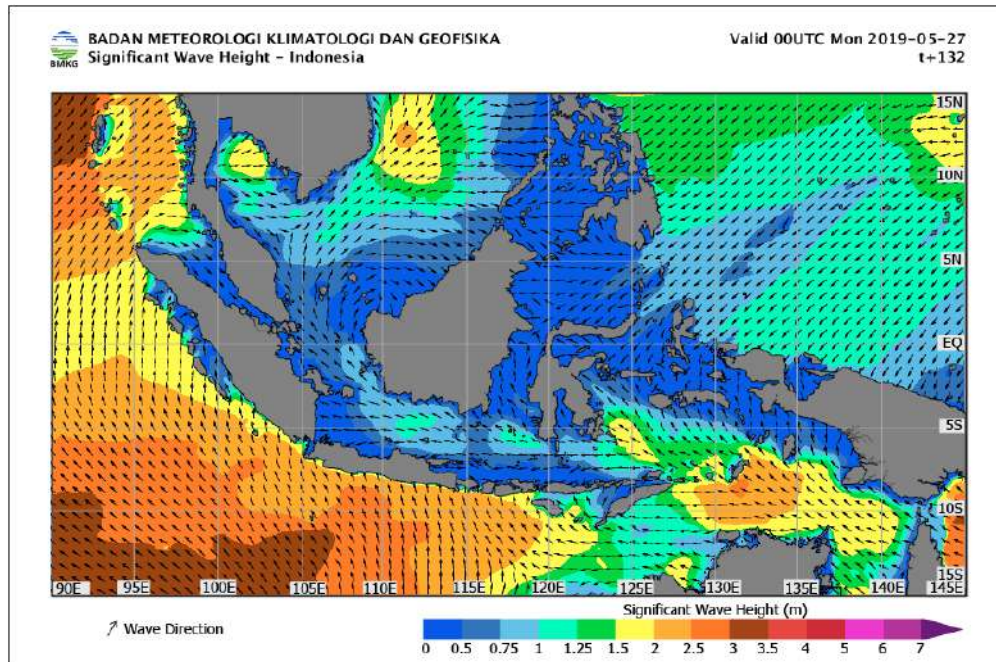 BADAN METEOROLOGI KLIMATOLOGI DAN GEOFISIKA
Significant Wave Height - Indonesia
BMKG
Valid 00UTC Mon 2019-05-27
t+132
15N
10N
5N
EQ
5S
10S
15S
90E 95E 100E 105E 110E 115E 120E 125E 130E 135E 140E 145E
Wave Direction
Significant Wave Height (m)
0 0.5 0.75 1 1.25 1.5 2 2.5 3 3.5 4 5 6 7